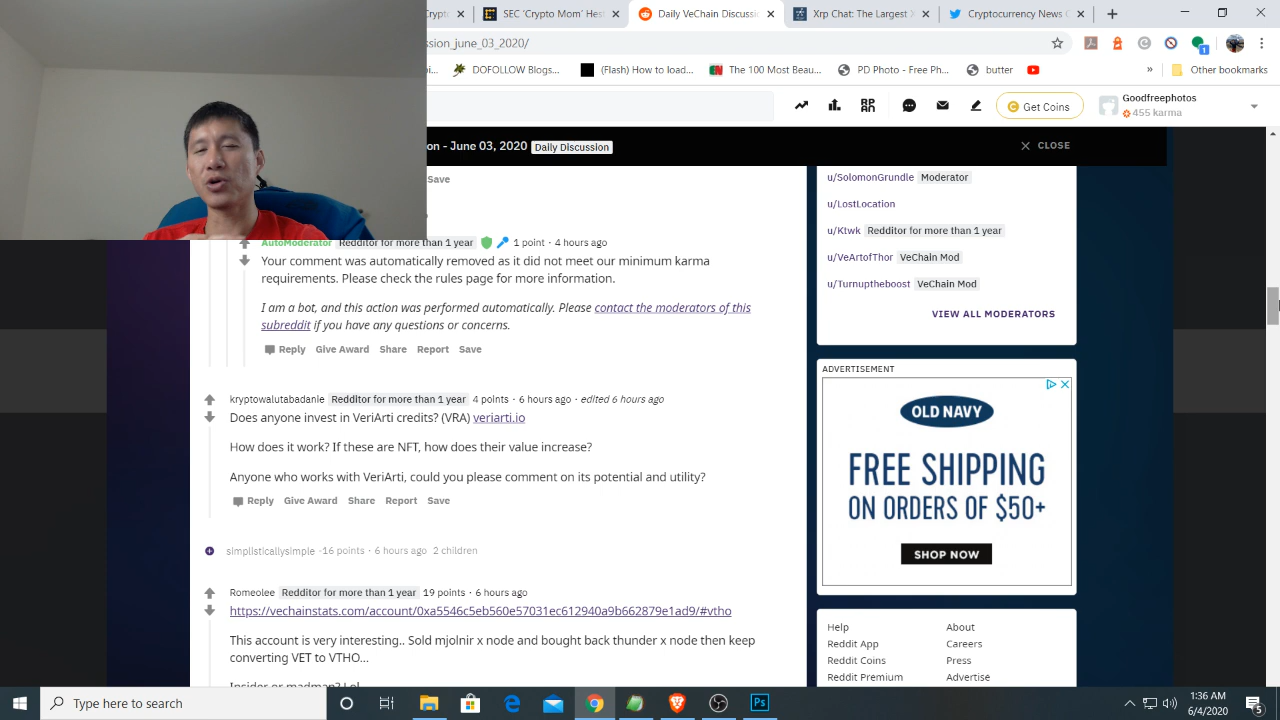 Crypt
SEC 'Crypto Mom' Hes
Daily VeChain Discussi
Xrp Chat - Ripple
Cryptocurrency News C
ssion_june_03_2020/
DOFOLLOW Blogs...
(Flash) How to load...
The 100 Most Beau...
PD Photo - Free Ph...
butter
Other bookmarks
Get Coins
Goodfreephotos
455 karma
on - June 03, 2020 Daily Discussion
CLOSE
Save
AutoModerator Redditor for more than 1 year 1 point · 4 hours ago
Your comment was automatically removed as it did not meet our minimum karma
requirements. Please check the rules page for more information.
I am a bot, and this action was performed automatically. Please contact the moderators of this
subreddit if you have any questions or concerns.
Reply Give Award Share Report Save
kryptowalutabadanie Redditor for more than 1 year 4 points · 6 hours ago · edited 6 hours ago
Does anyone invest in VeriArti credits? (VRA) veriarti.io
How does it work? If these are NFT, how does their value increase?
Anyone who works with VeriArti, could you please comment on its potential and utility?
Reply Give Award Share Report Save
simplisticallysimple -16 points · 6 hours ago 2 children
Romeolee Redditor for more than 1 year 19 points · 6 hours ago
https://vechainstats.com/account/0xa5546c5eb560e57031ec612940a9b662879e1ad9/#vtho
This account is very interesting.. Sold mjolnir x node and bought back thunder x node then keep
converting VET to VTHO...
Insider or madman? Lol
u/SolomonGrundle Moderator
u/LostLocation
u/Ktwk Redditor for more than 1 year
u/VeArtofThor VeChain Mod
u/Turnuptheboost VeChain Mod
VIEW ALL MODERATORS
ADVERTISEMENT
OLD NAVY
FREE SHIPPING
ON ORDERS OF $50+
SHOP NOW
Help About
Reddit App Careers
Reddit Coins Press
Reddit Premium Advertise
Type here to search
Ps
1:36 AM
6/4/2020
5